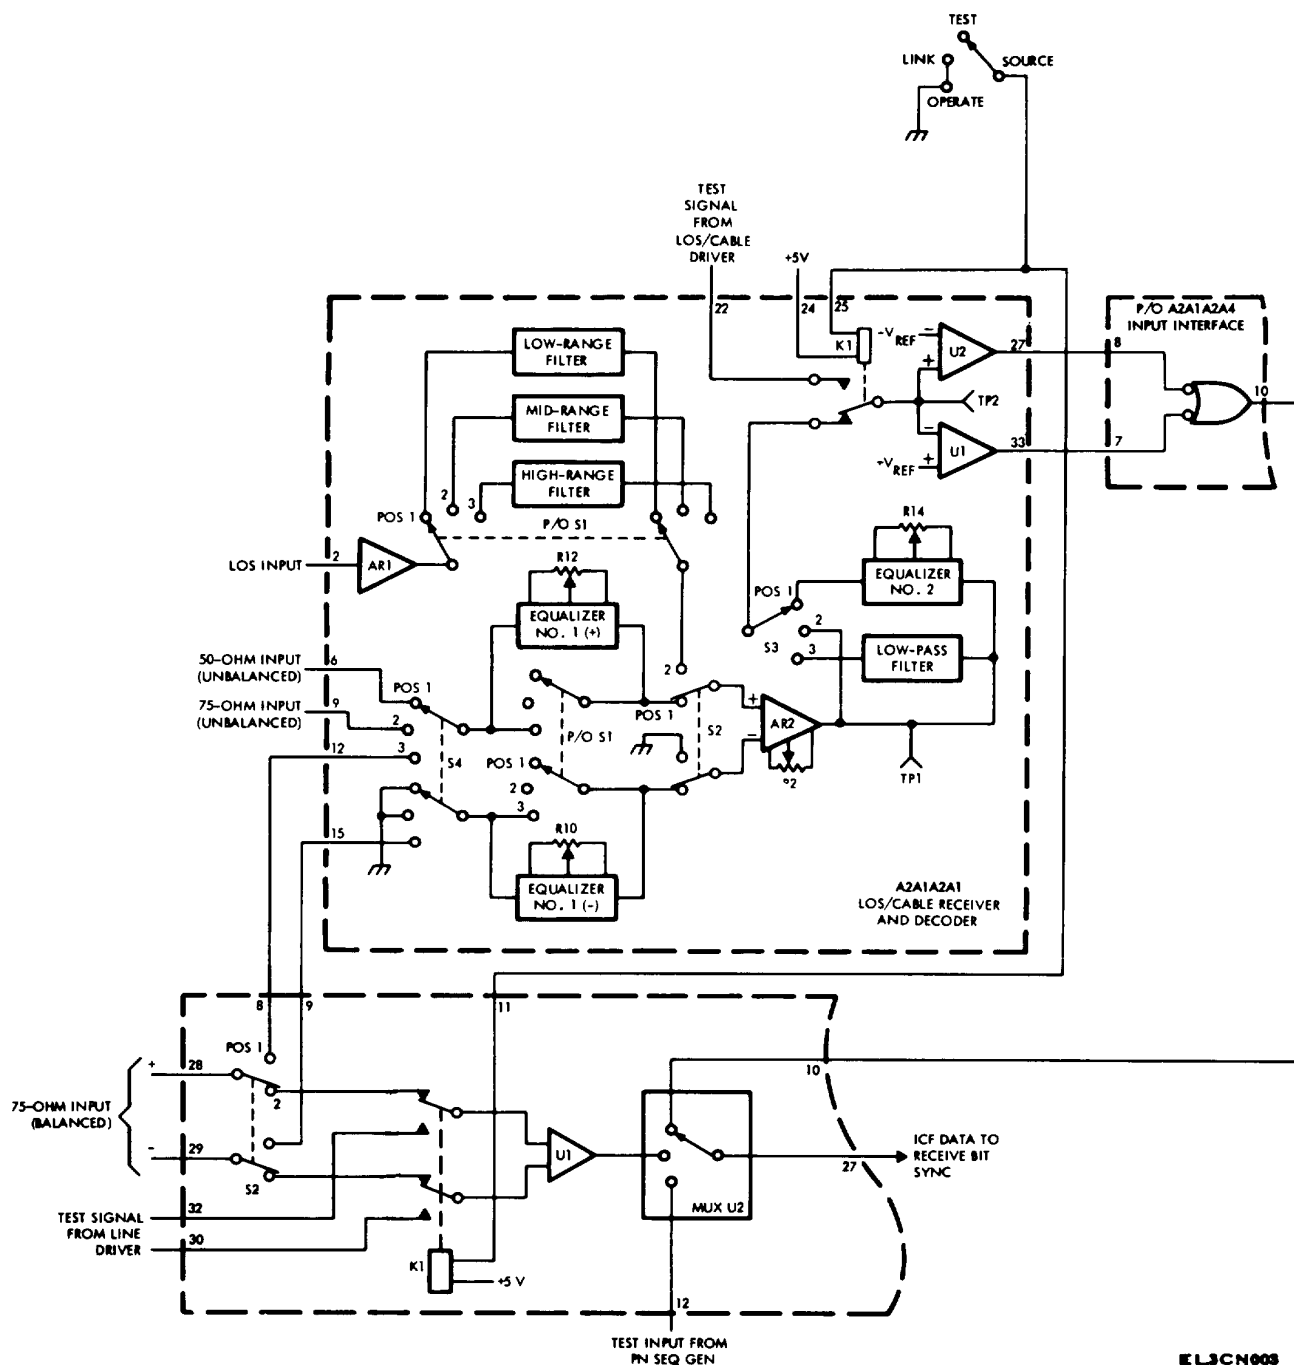 TEST
LINK
SOURCE
OPERATE
TEST
SIGNAL
FROM
LOS/CABLE
DRIVER
+5V
22
24
25
P/O A2A1A2A4
INPUT INTERFACE
K1
-V REF
-
+
U2
27
8
10
TP2
-
+
U1
33
7
+V REF
LOW-RANGE
FILTER
MID-RANGE
FILTER
HIGH-RANGE
FILTER
2
3
POS 1
P/O S1
LOS INPUT
2
AR1
R12
EQUALIZER
NO. 1 (+)
R14
EQUALIZER
NO. 2
POS 1
2
3
S3
LOW-PASS
FILTER
50-OHM INPUT
(UNBALANCED)
6
75-OHM INPUT
(UNBALANCED)
9
POS 1
2
3
S4
12
15
P/O S1
POS 1
2
3
2
POS 1
S2
+
-
AR2
TP1
R10
EQUALIZER
NO. 1 (-)
A2A1A2A1
LOS/CABLE RECEIVER
AND DECODER
8
9
11
POS 1
+
28
2
75-OHM INPUT
(BALANCED)
-
29
S2
TEST SIGNAL
FROM LINE
DRIVER
32
30
K1
+5 V
U1
MUX U2
10
27
ICF DATA TO
RECEIVE BIT
SYNC
12
TEST INPUT FROM
PN SEQ GEN
EL3CN003